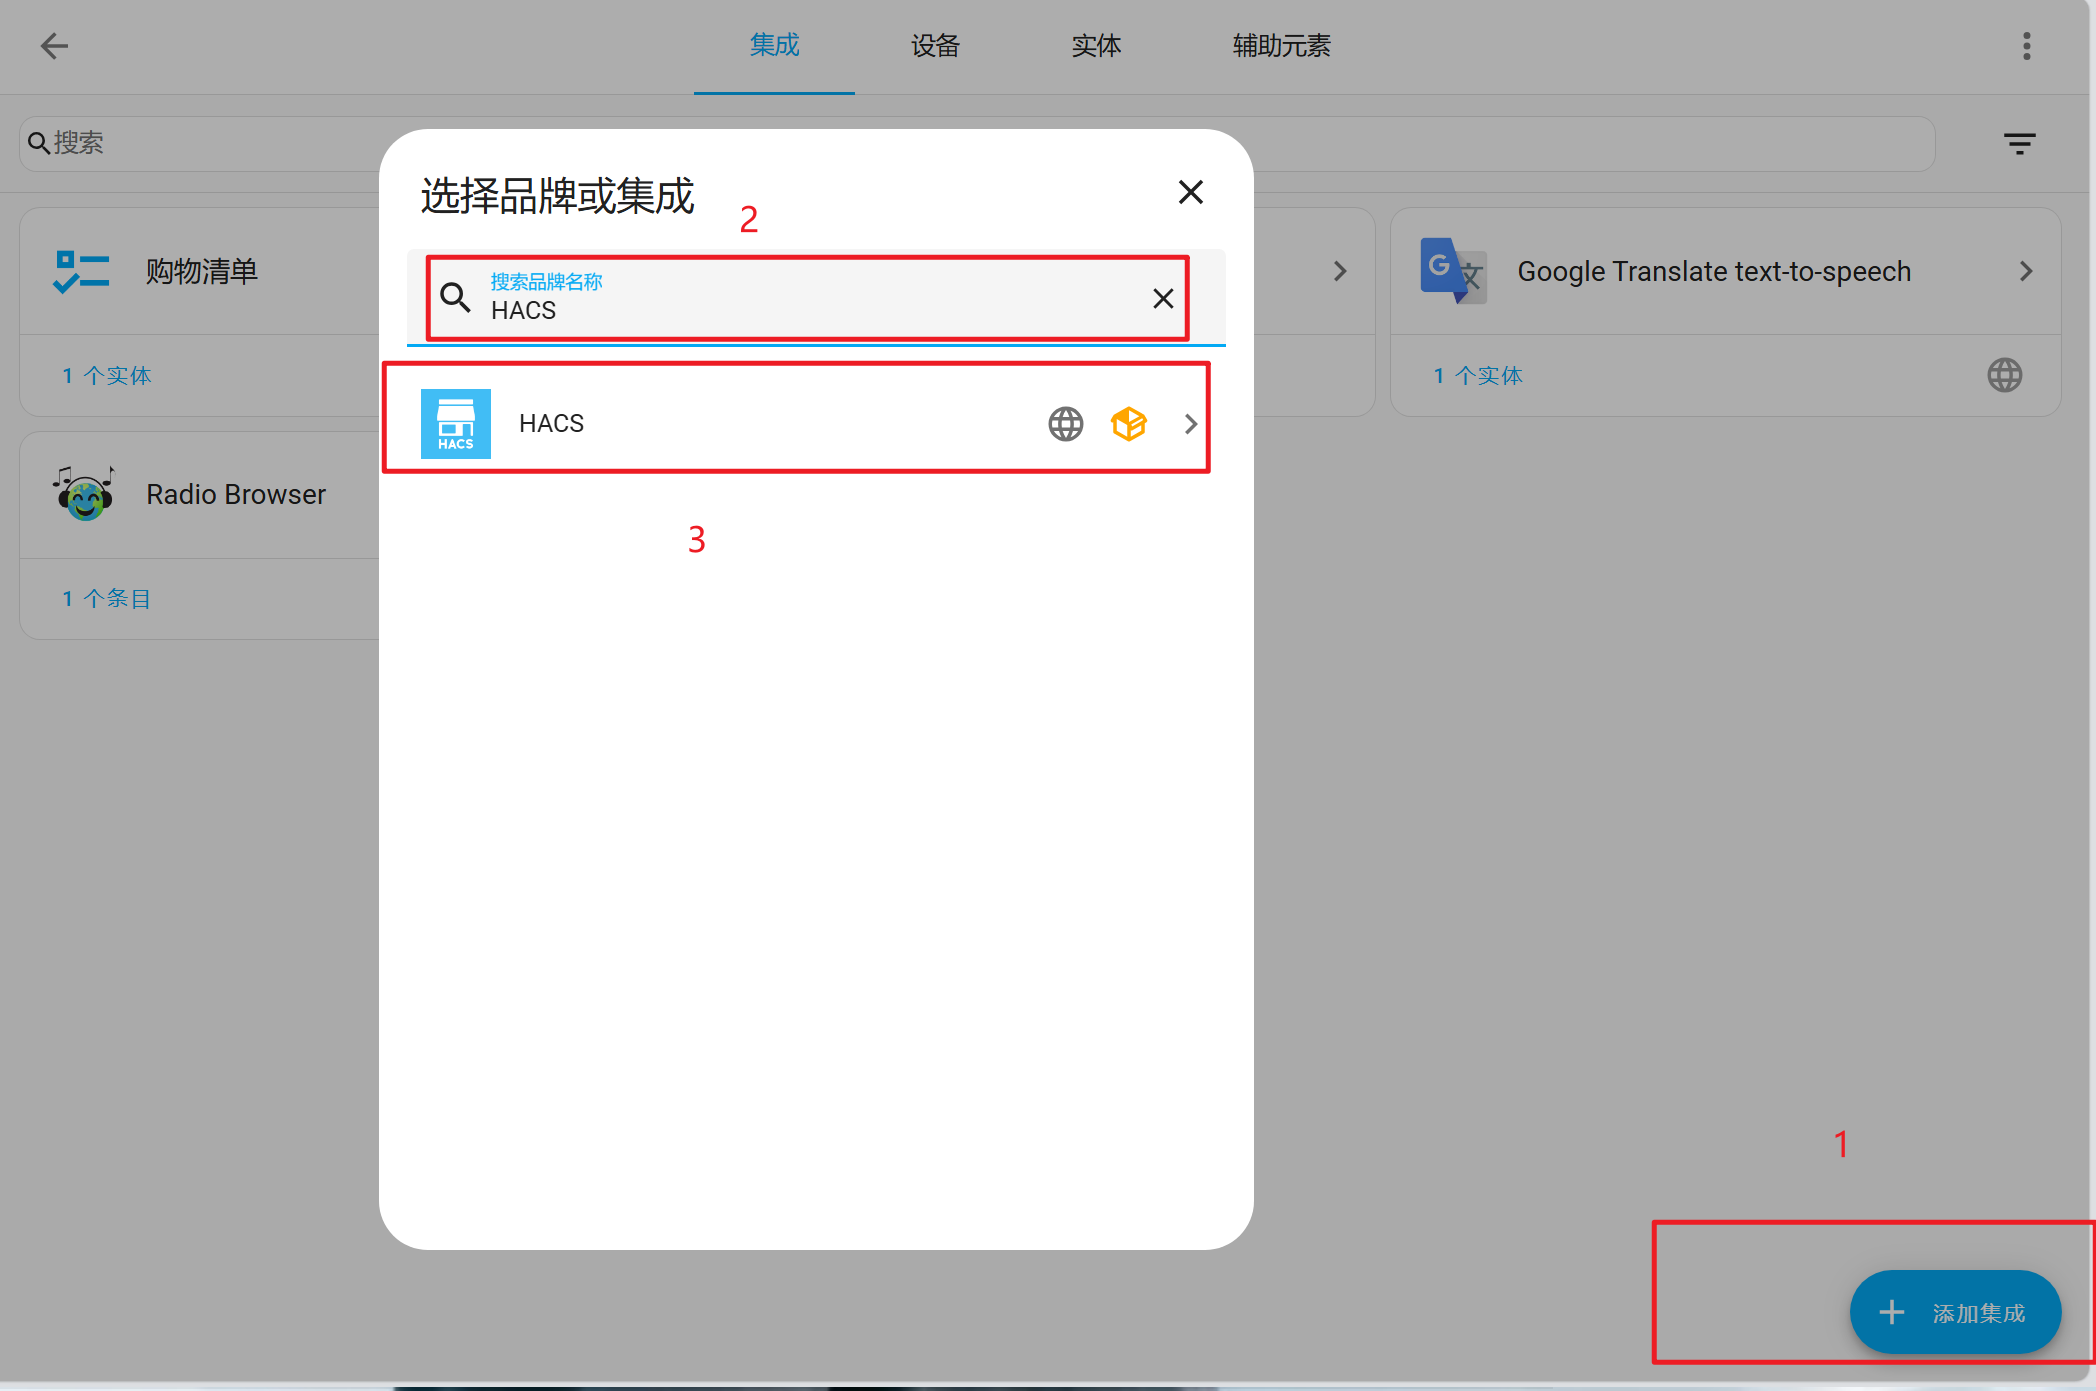 集成 设备 实体 辅助元素
搜索
选择品牌或集成
2
搜索品牌名称
HACS
购物清单
Google Translate text-to-speech
1 个实体
1 个实体
HACS
HACS
Radio Browser
3
1 个条目
1
添加集成